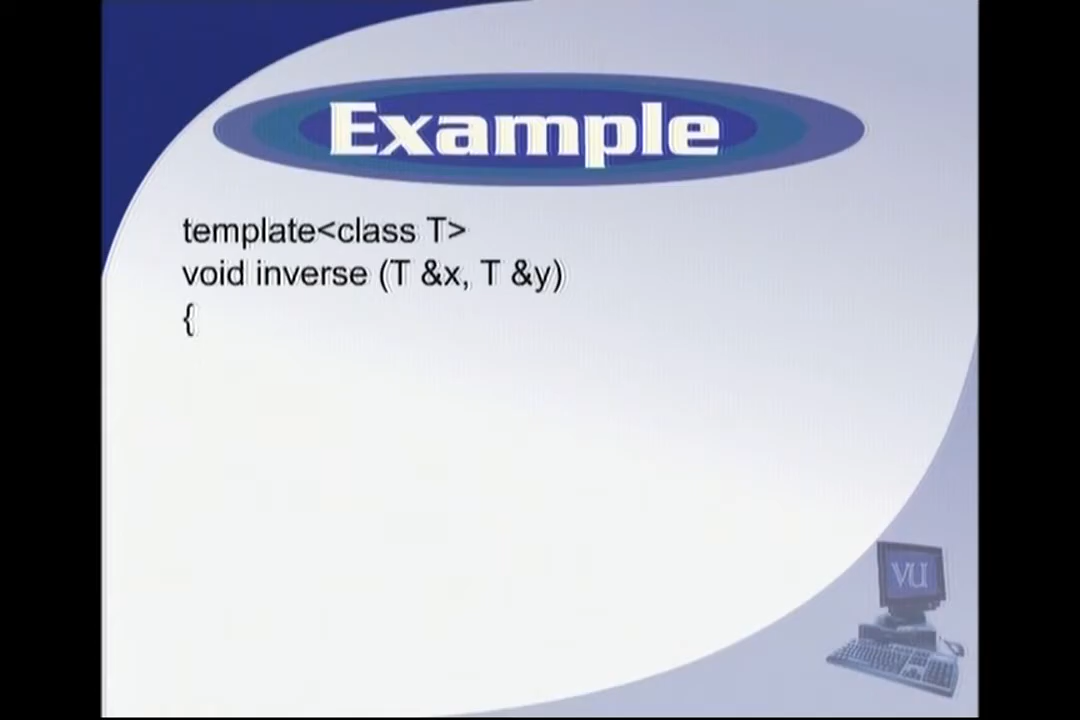 Example
template<class T>
void inverse (T &x, T &y)
{
VU